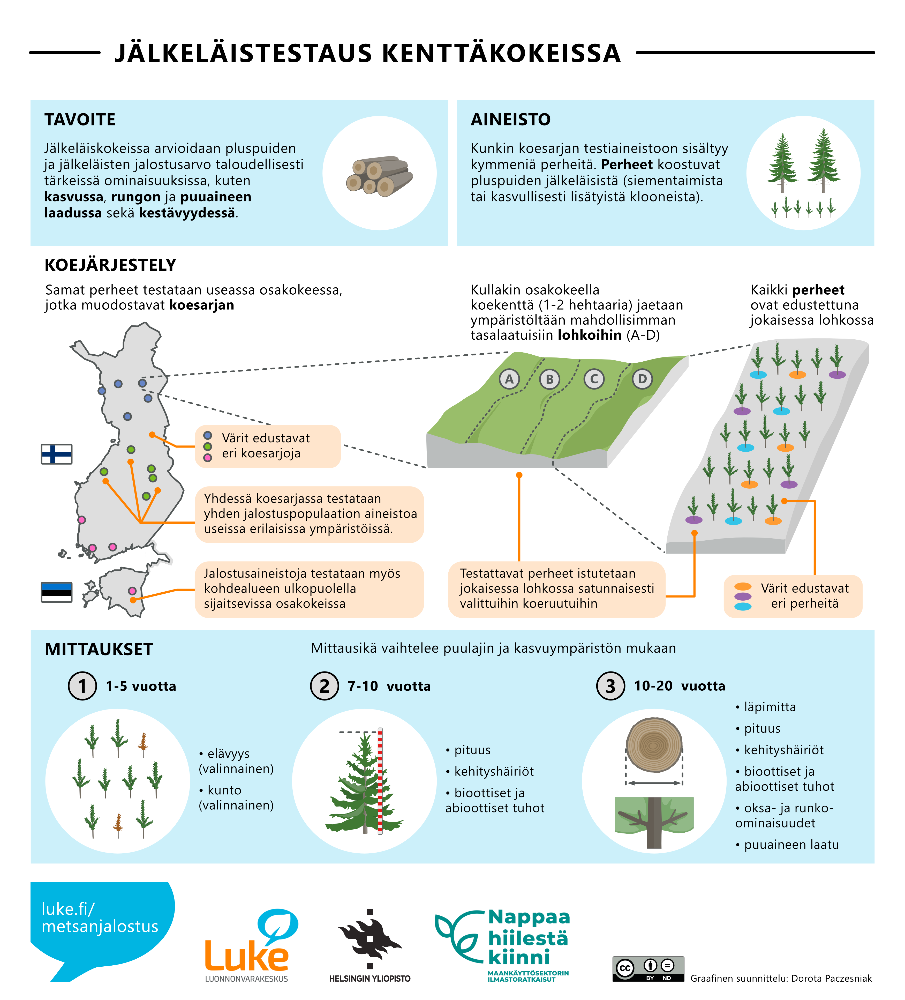 JÄLKELÄISTESTAUS KENTTÄKOKEISSA
TAVOITE
Jälkeläiskokeissa arvioidaan pluspuiden
ja jälkeläisten jalostusarvo taloudellisesti
tärkeissä ominaisuuksissa, kuten
kasvussa, rungon ja puuaineen
laadussa sekä kestävyydessä.
AINEISTO
Kunkin koesarjan testiaineistoon sisältyy
kymmeniä perheitä. Perheet koostuvat
pluspuiden jälkeläisistä (siementaimista
tai kasvullisesti lisätyistä klooneista).
KOEJÄRJESTELY
Samat perheet testataan useassa osakokeessa,
jotka muodostavat koesarjan
Kullakin osakokeella
koekenttä (1-2 hehtaaria) jaetaan
ympäristöltään mahdollisimman
tasalaatuisiin lohkoihin (A-D)
Kaikki perheet
ovat edustettuna
jokaisessa lohkossa
A
B
C
D
Värit edustavat
eri koesarjoja
Yhdessä koesarjassa testataan
yhden jalostuspopulaation aineistoa
useissa erilaisissa ympäristöissä.
Jalostusaineistoja testataan myös
kohdealueen ulkopuolella
sijaitsevissa osakokeissa
Testattavat perheet istutetaan
jokaisessa lohkossa satunnaisesti
valittuihin koeruutuihin
Värit edustavat
eri perheitä
MITTAUKSET
Mittausikä vaihtelee puulajin ja kasvuympäristön mukaan
1 1-5 vuotta
• elävyys
(valinnainen)
• kunto
(valinnainen)
2 7-10 vuotta
• pituus
• kehityshäiriöt
• bioottiset ja
abioottiset tuhot
3 10-20 vuotta
• läpimitta
• pituus
• kehityshäiriöt
• bioottiset ja
abioottiset tuhot
• oksa- ja runko-
ominaisuudet
• puuaineen laatu
luke.fi/
metsanjalostus
Luke
LUONNONVARAKESKUS
HELSINGIN YLIOPISTO
Nappaa
hiilestä
kiinni
MAANKÄYTTÖSEKTORIN
ILMASTORATKAISUT
cc
BY ND
Graafinen suunnittelu: Dorota Paczesniak